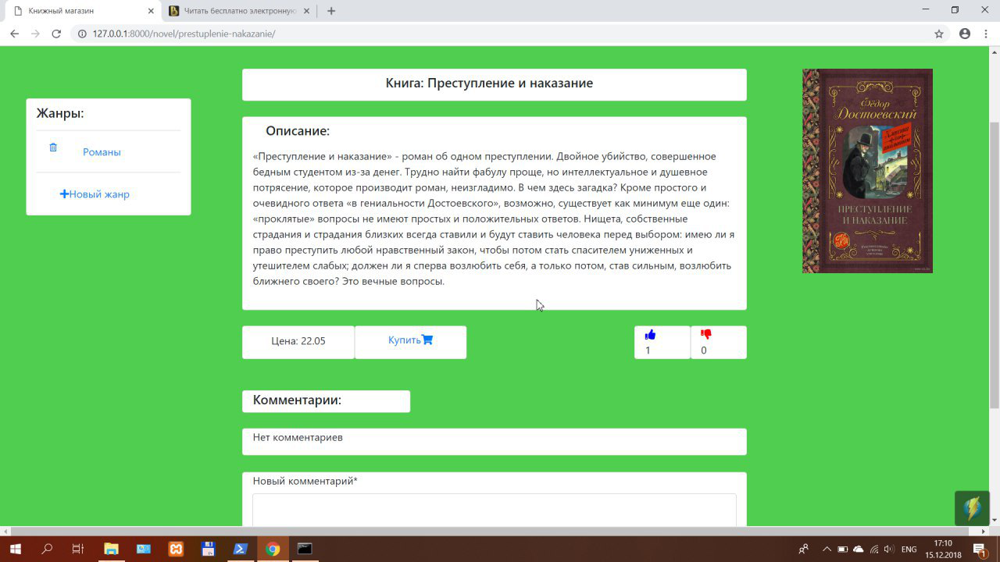 Книжный магазин
Читать бесплатно электронную
127.0.0.1:8000/novel/prestuplenie-nakazanie/
Жанры:
Романы
Новый жанр
Книга: Преступление и наказание
Описание:
«Преступление и наказание» - роман об одном преступлении. Двойное убийство, совершенное
бедным студентом из-за денег. Трудно найти фабулу проще, но интеллектуальное и душевное
потрясение, которое производит роман, неизгладимо. В чем здесь загадка? Кроме простого и
очевидного ответа «в гениальности Достоевского», возможно, существует как минимум еще один:
«проклятые» вопросы не имеют простых и положительных ответов. Нищета, собственные
страдания и страдания близких всегда ставили и будут ставить человека перед выбором: имею ли я
право преступить любой нравственный закон, чтобы потом стать спасителем униженных и
утешителем слабых; должен ли я сперва возлюбить себя, а только потом, став сильным, возлюбить
ближнего своего? Это вечные вопросы.
Цена: 22.05
Купить
1
0
Комментарии:
Нет комментариев
Новый комментарий*
Фёдор
Достоевский
ПРЕСТУПЛЕНИЕ
И НАКАЗАНИЕ
ENG
17:10
15.12.2018
1